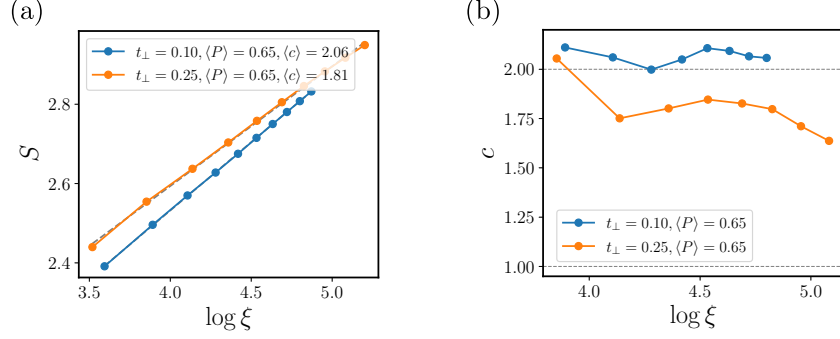 (a)
t⊥ = 0.10, ⟨P⟩ = 0.65, ⟨c⟩ = 2.06
t⊥ = 0.25, ⟨P⟩ = 0.65, ⟨c⟩ = 1.81
2.8
2.6
2.4
S
3.5 4.0 4.5 5.0
log ξ
(b)
2.00
1.75
1.50
1.25
1.00
c
t⊥ = 0.10, ⟨P⟩ = 0.65
t⊥ = 0.25, ⟨P⟩ = 0.65
4.0 4.5 5.0
log ξ